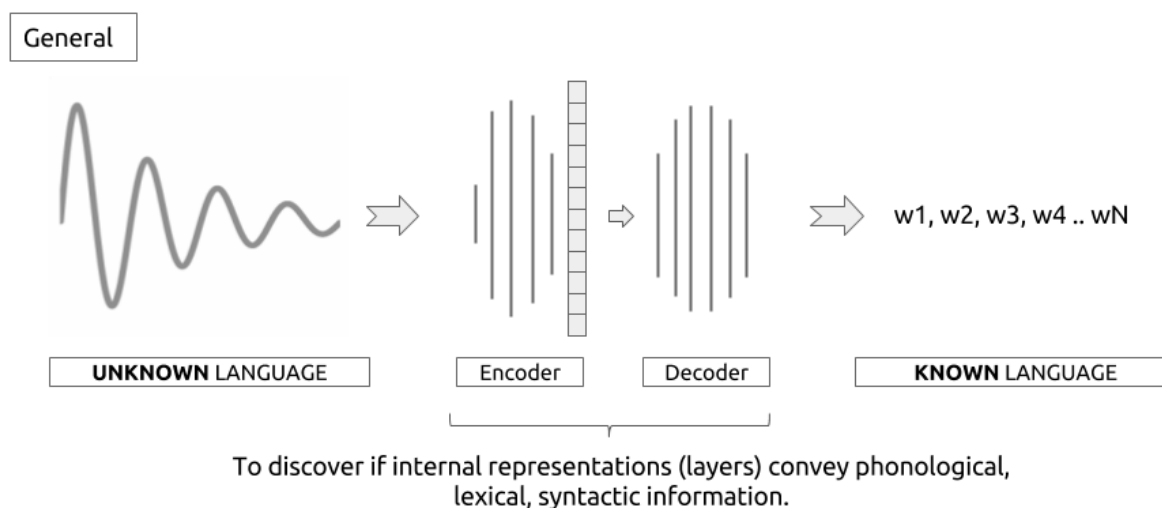 General
w1, w2, w3, w4 .. wN
UNKNOWN LANGUAGE
Encoder
Decoder
KNOWN LANGUAGE
To discover if internal representations (layers) convey phonological,
lexical, syntactic information.